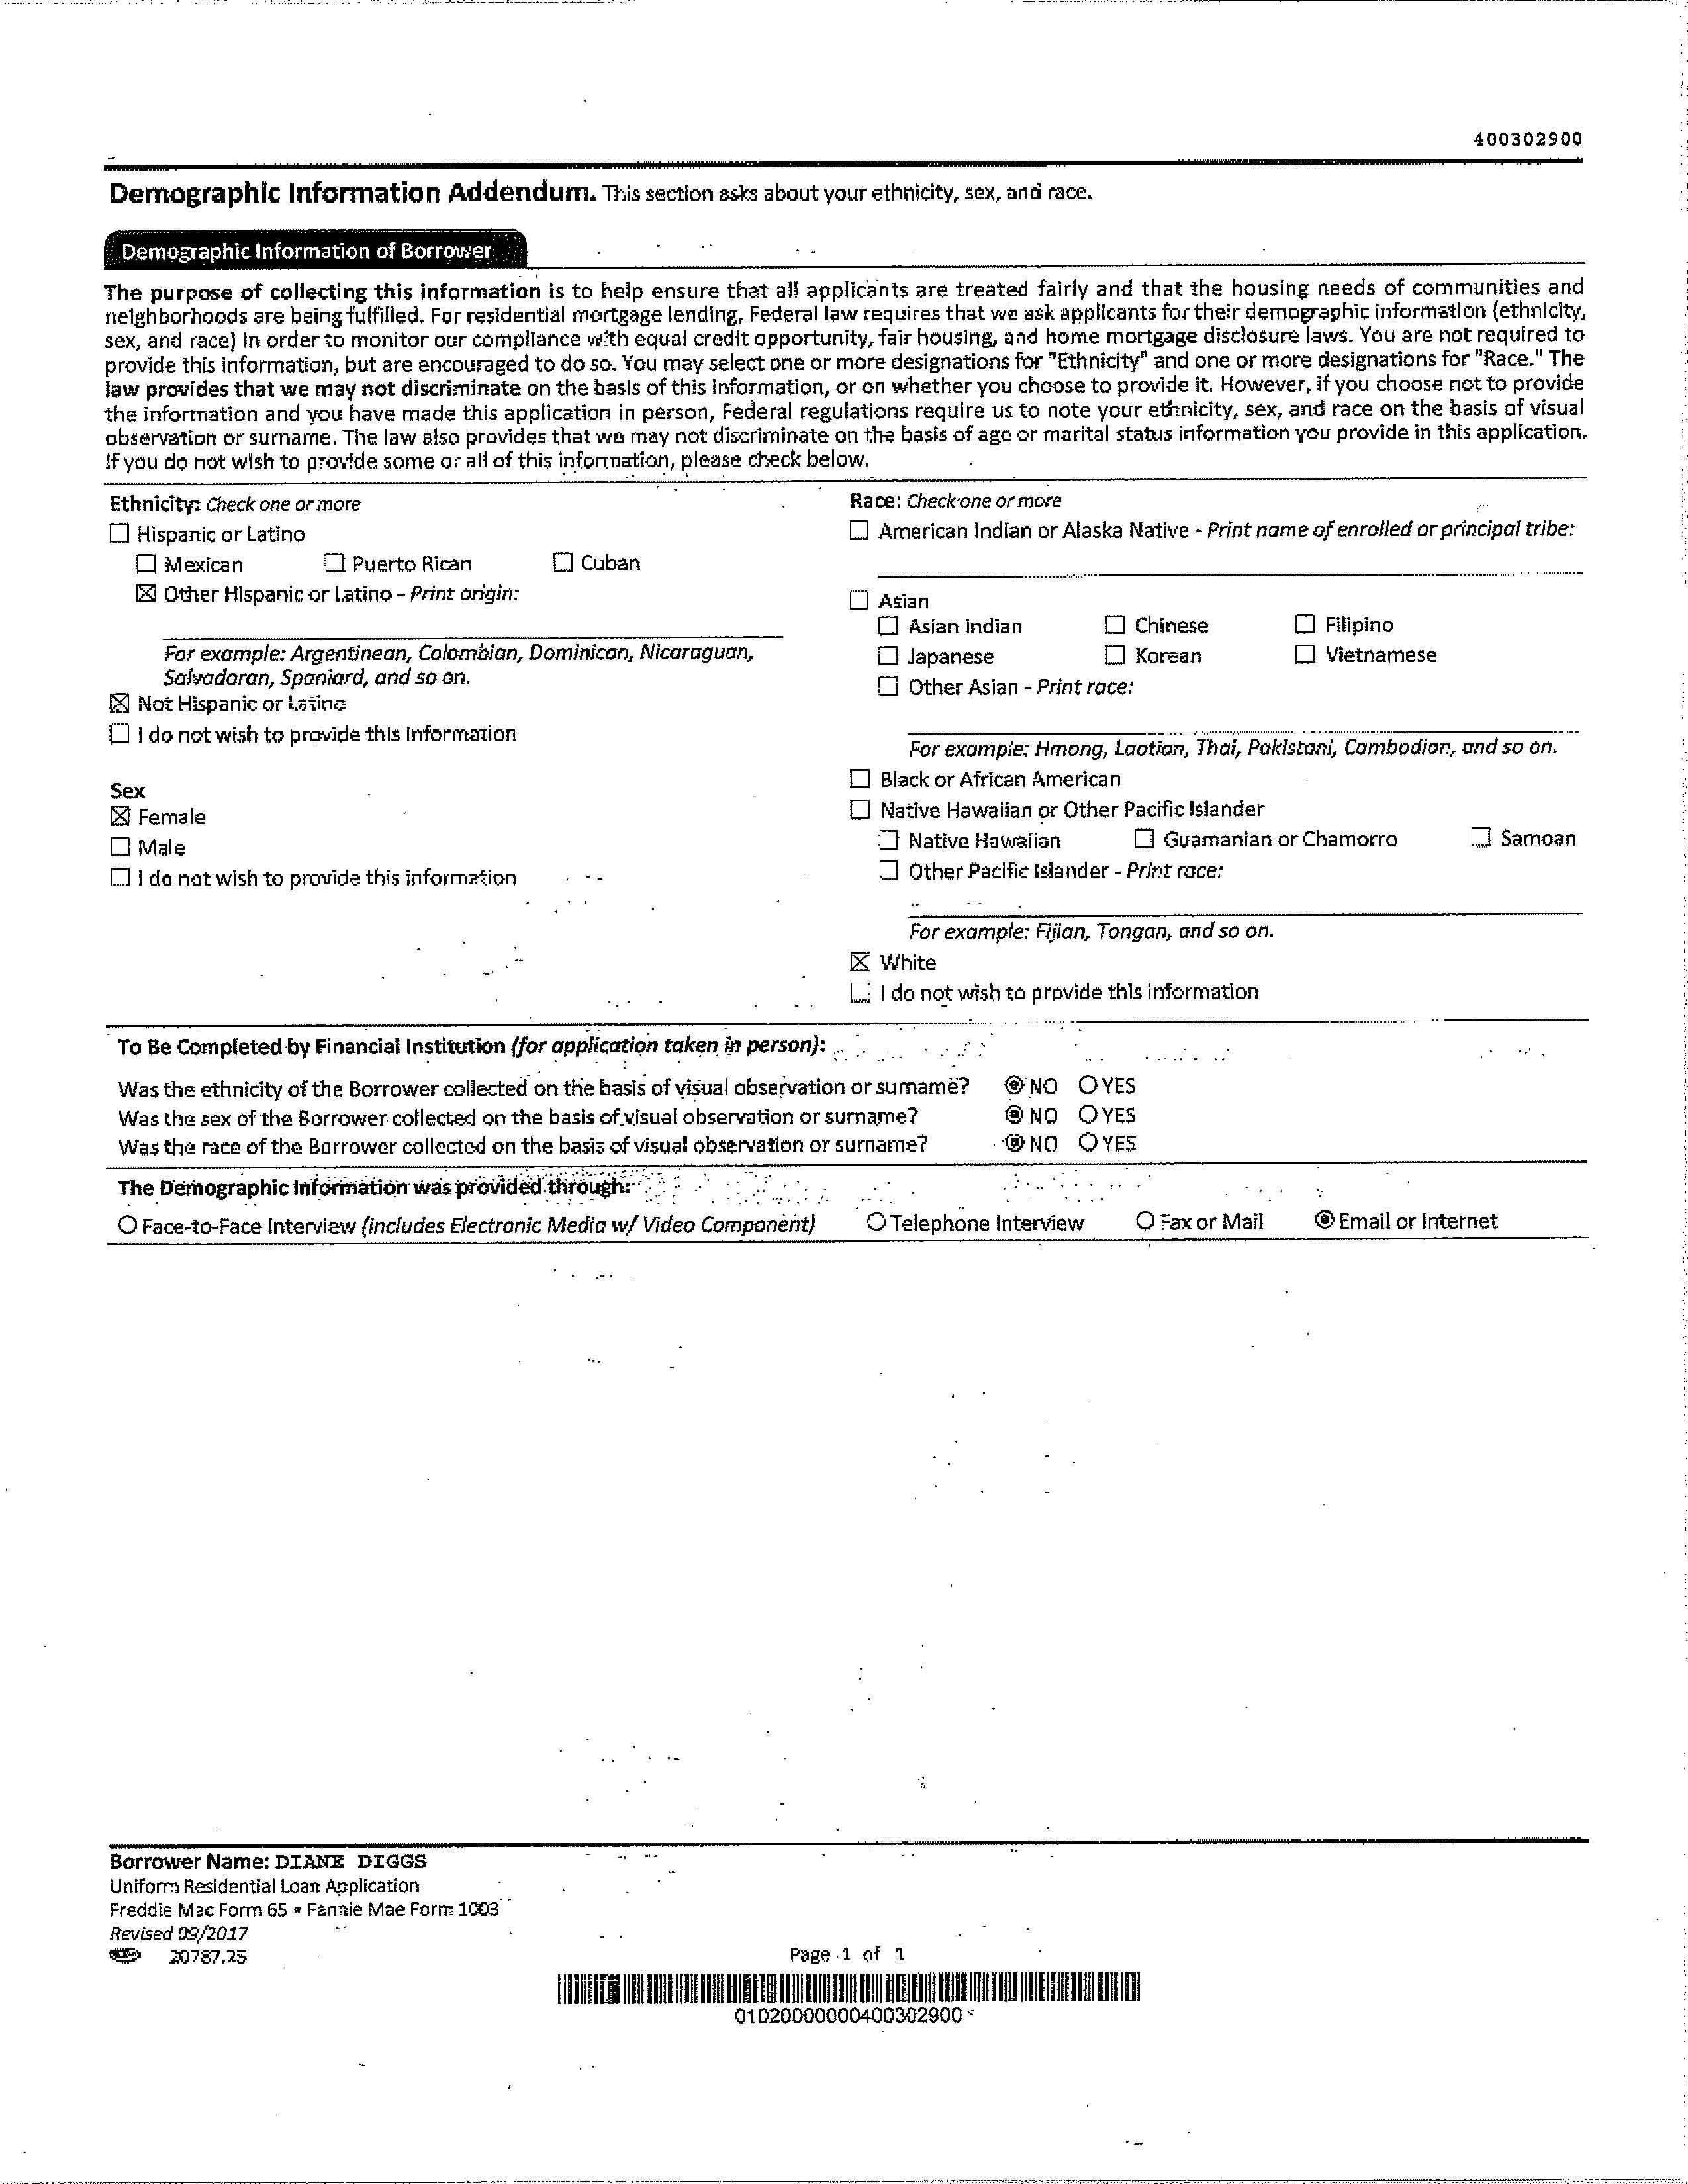 400302900
Demographic Information Addendum. This section asks about your ethnicity, sex, and race.
Demographic Information of Borrower
The purpose of collecting this information is to help ensure that all applicants are treated fairly and that the housing needs of communities and
neighborhoods are being fulfilled. For residential mortgage lending, Federal law requires that we ask applicants for their demographic information (ethnicity,
sex, and race) in order to monitor our compliance with equal credit opportunity, fair housing, and home mortgage disclosure laws. You are not required to
provide this information, but are encouraged to do so. You may select one or more designations for "Ethnicity" and one or more designations for "Race." The
law provides that we may not discriminate on the basis of this information, or on whether you choose to provide it. However, if you choose not to provide
the information and you have made this application in person, Federal regulations require us to note your ethnicity, sex, and race on the basis of visual
observation or surname. The law also provides that we may not discriminate on the basis of age or marital status information you provide in this application.
If you do not wish to provide some or all of this information, please check below.
Ethnicity: Check one or more
☐ Hispanic or Latino
☐ Mexican ☐ Puerto Rican ☐ Cuban
☒ Other Hispanic or Latino - Print origin:
For example: Argentinean, Colombian, Dominican, Nicaraguan,
Salvadoran, Spaniard, and so on.
☒ Not Hispanic or Latino
☐ I do not wish to provide this information
Sex
☒ Female
☐ Male
☐ I do not wish to provide this information
Race: Check one or more
☐ American Indian or Alaska Native - Print name of enrolled or principal tribe:
☐ Asian
☐ Asian Indian ☐ Chinese ☐ Filipino
☐ Japanese ☐ Korean ☐ Vietnamese
☐ Other Asian - Print race:
For example: Hmong, Laotian, Thai, Pakistani, Cambodian, and so on.
☐ Black or African American
☐ Native Hawaiian or Other Pacific Islander
☐ Native Hawaiian ☐ Guamanian or Chamorro ☐ Samoan
☐ Other Pacific Islander - Print race:
For example: Fijian, Tongan, and so on.
☒ White
☐ I do not wish to provide this information
To Be Completed by Financial Institution (for application taken in person):
Was the ethnicity of the Borrower collected on the basis of visual observation or surname? ◉ NO ○ YES
Was the sex of the Borrower collected on the basis of visual observation or surname? ◉ NO ○ YES
Was the race of the Borrower collected on the basis of visual observation or surname? ◉ NO ○ YES
The Demographic Information was provided through:
○ Face-to-Face Interview (includes Electronic Media w/ Video Component) ○ Telephone Interview ○ Fax or Mail ◉ Email or Internet
Borrower Name: DIANE DIGGS
Uniform Residential Loan Application
Freddie Mac Form 65 • Fannie Mae Form 1003
Revised 09/2017
20787.25
Page 1 of 1
01020000000400302900